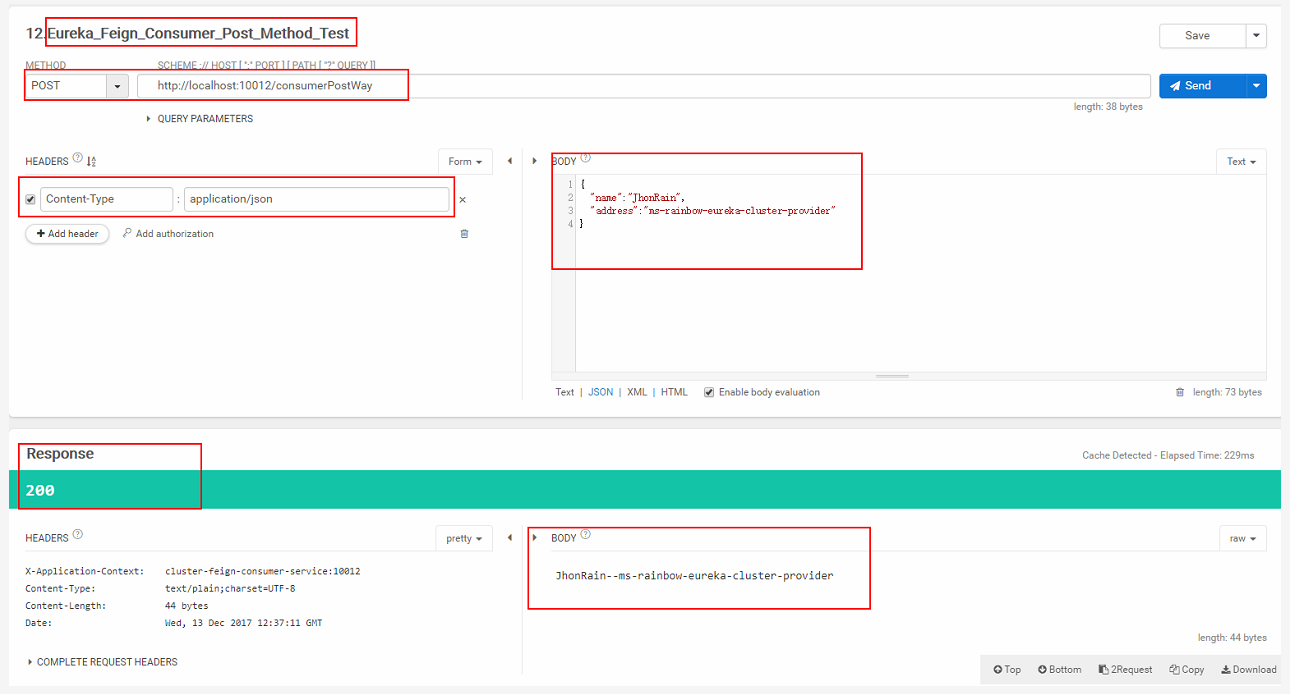 12.Eureka_Feign_Consumer_Post_Method_Test
Save
METHOD
SCHEME :// HOST [ ":" PORT ] [ PATH [ "?" QUERY ]]
POST
http://localhost:10012/consumerPostWay
Send
length: 38 bytes
QUERY PARAMETERS
HEADERS ?
Form
BODY ?
Text
Content-Type : application/json ×
+ Add header
Add authorization
1 {
2 "name":"JhonRain",
3 "address":"ms-rainbow-eureka-cluster-provider"
4 }
Text | JSON | XML | HTML
Enable body evaluation
length: 73 bytes
Response
Cache Detected - Elapsed Time: 229ms
200
HEADERS ?
pretty
BODY ?
raw
X-Application-Context: cluster-feign-consumer-service:10012
Content-Type: text/plain;charset=UTF-8
Content-Length: 44 bytes
Date: Wed, 13 Dec 2017 12:37:11 GMT
JhonRain--ms-rainbow-eureka-cluster-provider
length: 44 bytes
COMPLETE REQUEST HEADERS
Top
Bottom
2Request
Copy
Download